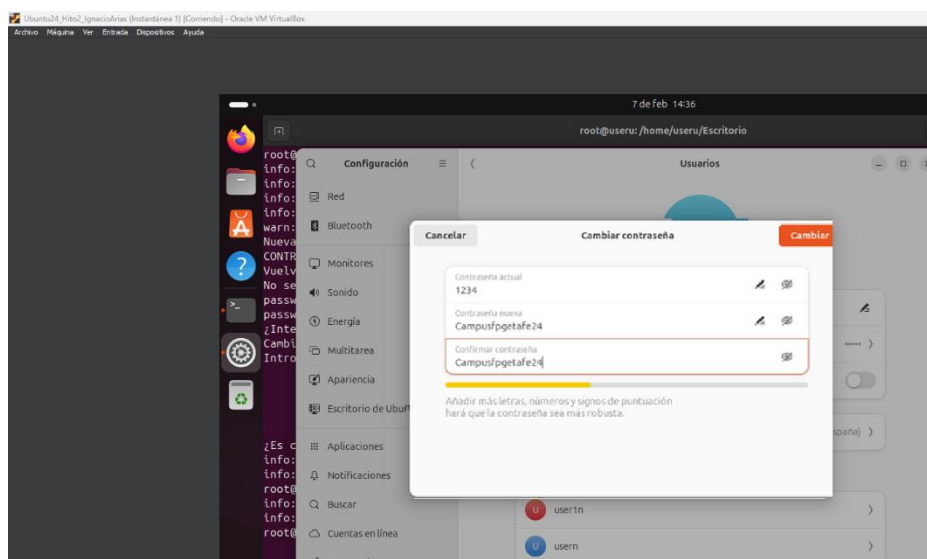 Ubuntu24_Hito2_IgnacioArias (Instantánea 1) [Corriendo] - Oracle VM VirtualBox
Archivo Máquina Ver Entrada Dispositivos Ayuda
7 de feb 14:36
root@useru: /home/useru/Escritorio
root@
info:
info:
info:
info:
warn:
Nueva
CONTR
Vuelv
No se
passw
passw
¿Inte
Cambi
Intro
¿Es c
info:
info:
root@
info:
info:
root@
Configuración
Red
Bluetooth
Monitores
Sonido
Energía
Multitarea
Apariencia
Escritorio de Ubun
Aplicaciones
Notificaciones
Buscar
Cuentas en línea
Usuarios
Cancelar
Cambiar contraseña
Cambiar
Contraseña actual
1234
Contraseña nueva
Campusfpgetafe24
Confirmar contraseña
Campusfpgetafe24
Añadir más letras, números y signos de puntuación
hará que la contraseña sea más robusta.
spaña)
U user1n
U usern